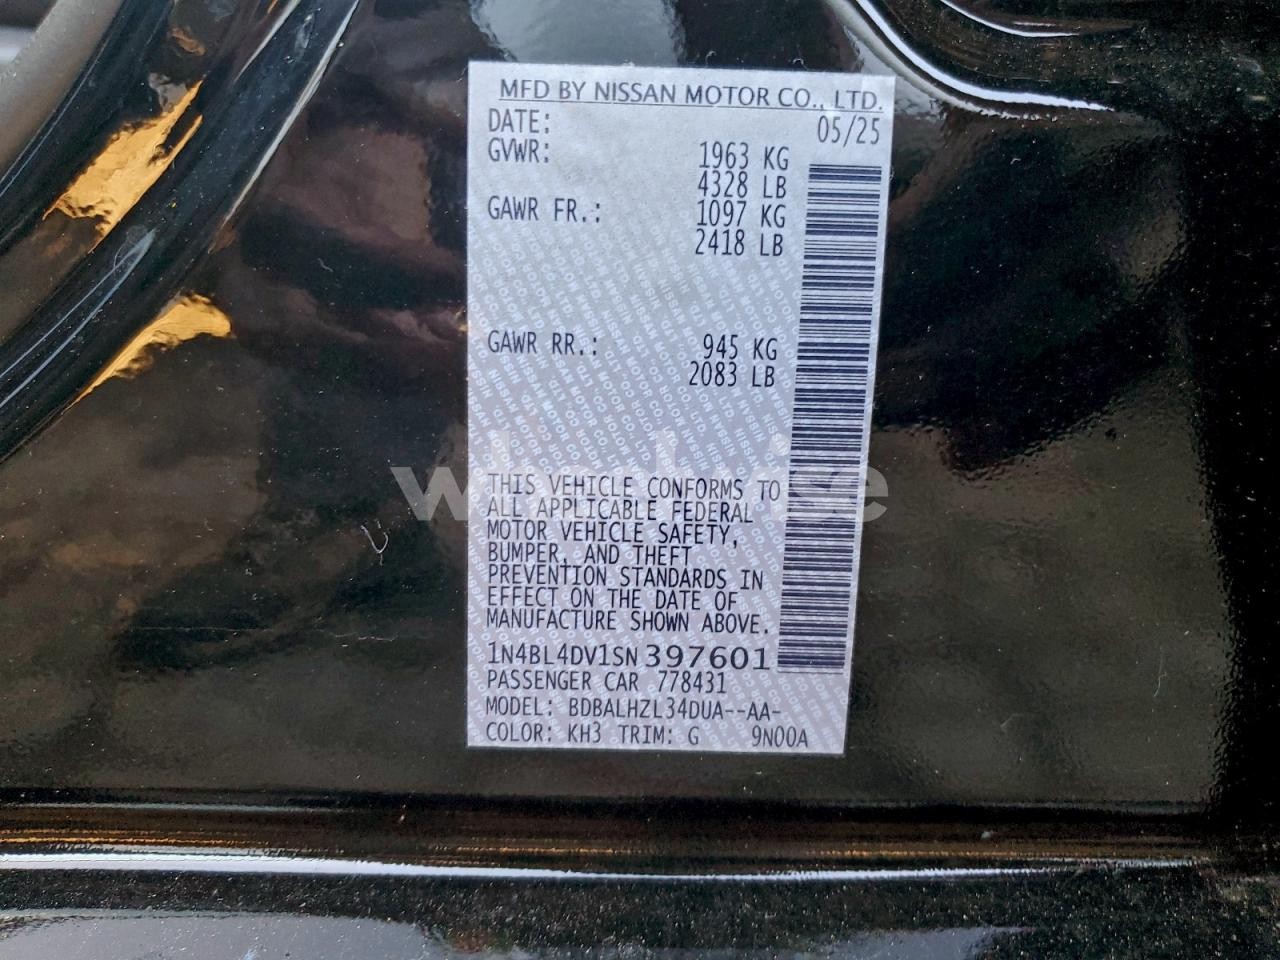 MFD BY NISSAN MOTOR CO., LTD.
DATE: 05/25
GVWR: 1963 KG
4328 LB
GAWR FR.: 1097 KG
2418 LB
GAWR RR.: 945 KG
2083 LB
THIS VEHICLE CONFORMS TO
ALL APPLICABLE FEDERAL
MOTOR VEHICLE SAFETY,
BUMPER, AND THEFT
PREVENTION STANDARDS IN
EFFECT ON THE DATE OF
MANUFACTURE SHOWN ABOVE.
1N4BL4DV1SN397601
PASSENGER CAR 778431
MODEL: BDBALHZL34DUA--AA-
COLOR: KH3 TRIM: G 9N00A